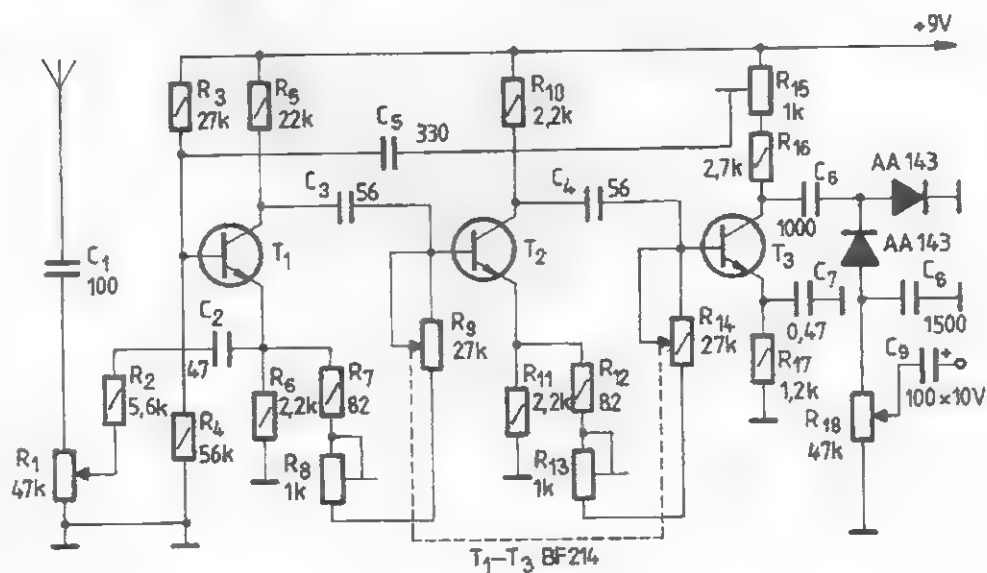 +9V
R3
27k
R5
22k
C5
330
R10
2,2k
R15
1k
R16
2,7k
C3
56
C4
56
C6
1000
AA 143
AA 143
T1
T2
T3
C1
100
C2
47
R9
27k
R14
27k
C7
0,47
C8
1500
R2
5,6k
R4
56k
R6
2,2k
R7
82
R11
2,2k
R12
82
R17
1,2k
C9
+
100×10V
R1
47k
R8
1k
R13
1k
R18
47k
T1–T3 BF214